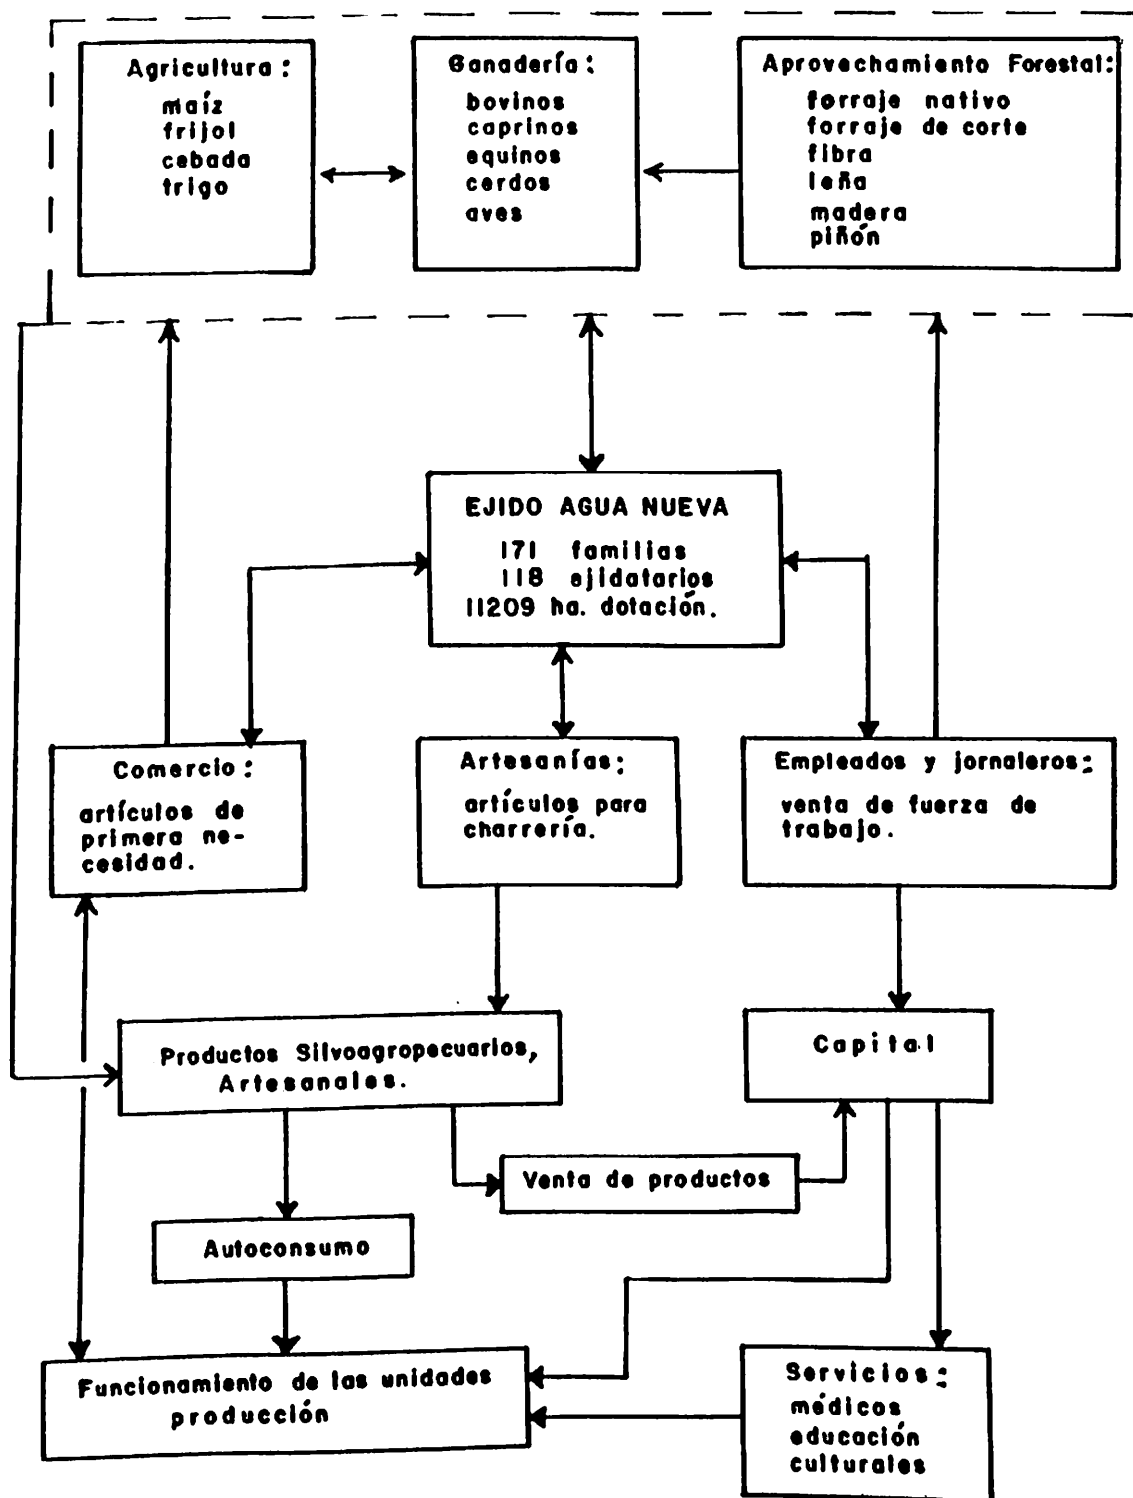 Agricultura:
maíz
frijol
cebada
trigo
Ganadería:
bovinos
caprinos
equinos
cerdos
aves
Aprovechamiento Forestal:
forraje nativo
forraje de corte
fibra
leña
madera
piñón
EJIDO AGUA NUEVA
171 familias
118 ejidatarios
11209 ha. dotación.
Comercio:
artículos de
primera ne-
cesidad.
Artesanías:
artículos para
charrería.
Empleados y jornaleros:
venta de fuerza de
trabajo.
Productos Silvoagropecuarios,
Artesanales.
Capital
Venta de productos
Autoconsumo
Funcionamiento de las unidades
producción
Servicios:
médicos
educación
culturales